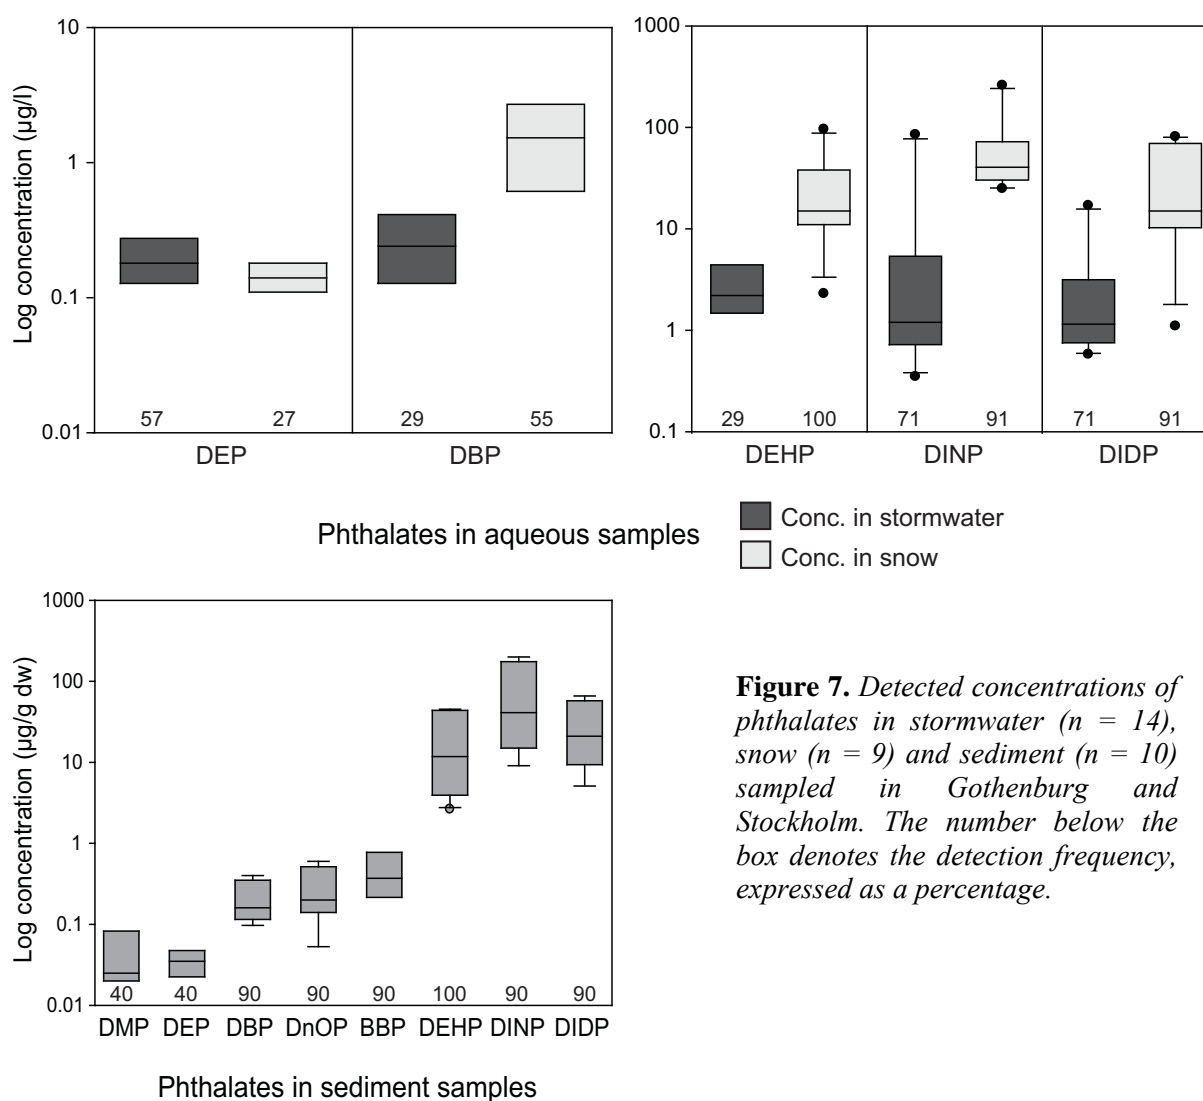 10
1
0.1
0.01
Log concentration (µg/l)
57
27
29
55
DEP
DBP
1000
100
10
1
0.1
29
100
71
91
71
91
DEHP
DINP
DIDP
Phthalates in aqueous samples
Conc. in stormwater
Conc. in snow
1000
100
10
1
0.1
0.01
Log concentration (µg/g dw)
40
40
90
90
90
100
90
90
DMP
DEP
DBP
DnOP
BBP
DEHP
DINP
DIDP
Phthalates in sediment samples
Figure 7. Detected concentrations of
phthalates in stormwater (n = 14),
snow (n = 9) and sediment (n = 10)
sampled in Gothenburg and
Stockholm. The number below the
box denotes the detection frequency,
expressed as a percentage.